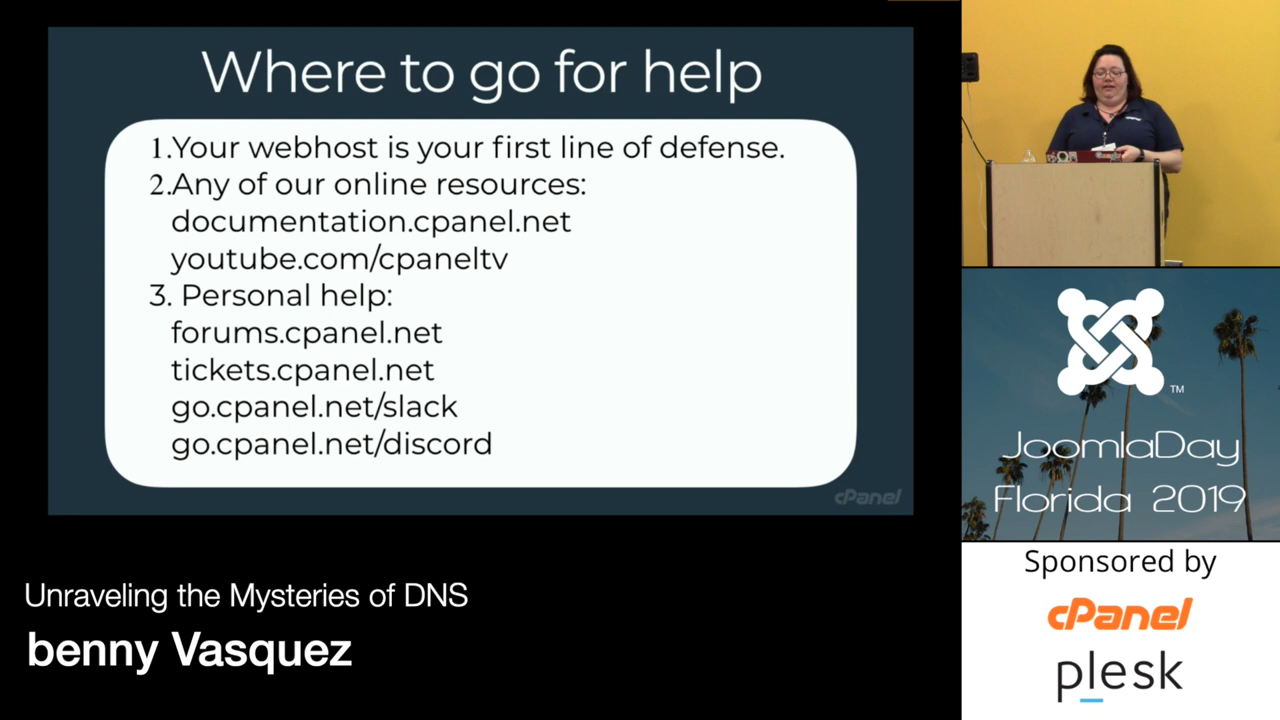 Where to go for help
1.Your webhost is your first line of defense.
2.Any of our online resources:
documentation.cpanel.net
youtube.com/cpaneltv
3. Personal help:
forums.cpanel.net
tickets.cpanel.net
go.cpanel.net/slack
go.cpanel.net/discord
cPanel
Unraveling the Mysteries of DNS
benny Vasquez
TM
JoomlaDay
Florida 2019
Sponsored by
cPanel
plesk